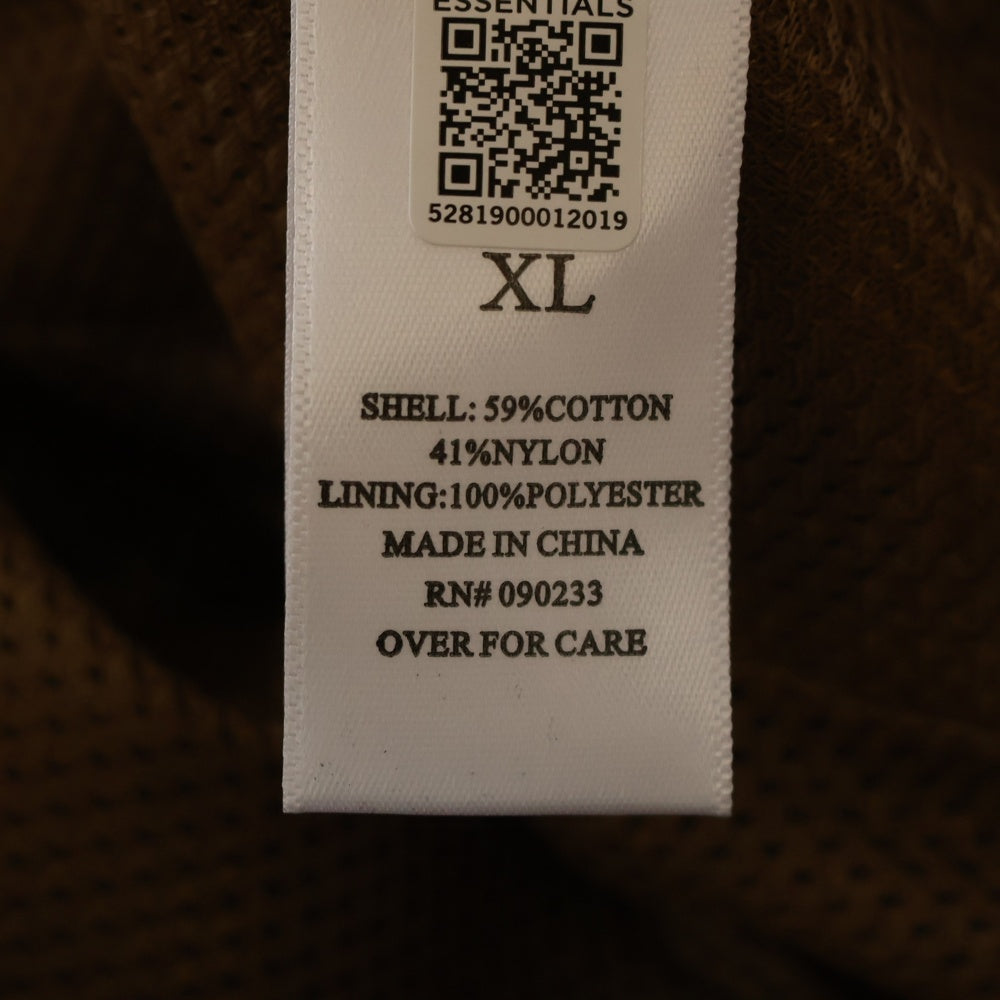 ESSENTIALS
5281900012019
XL
SHELL: 59%COTTON
41%NYLON
LINING:100%POLYESTER
MADE IN CHINA
RN# 090233
OVER FOR CARE